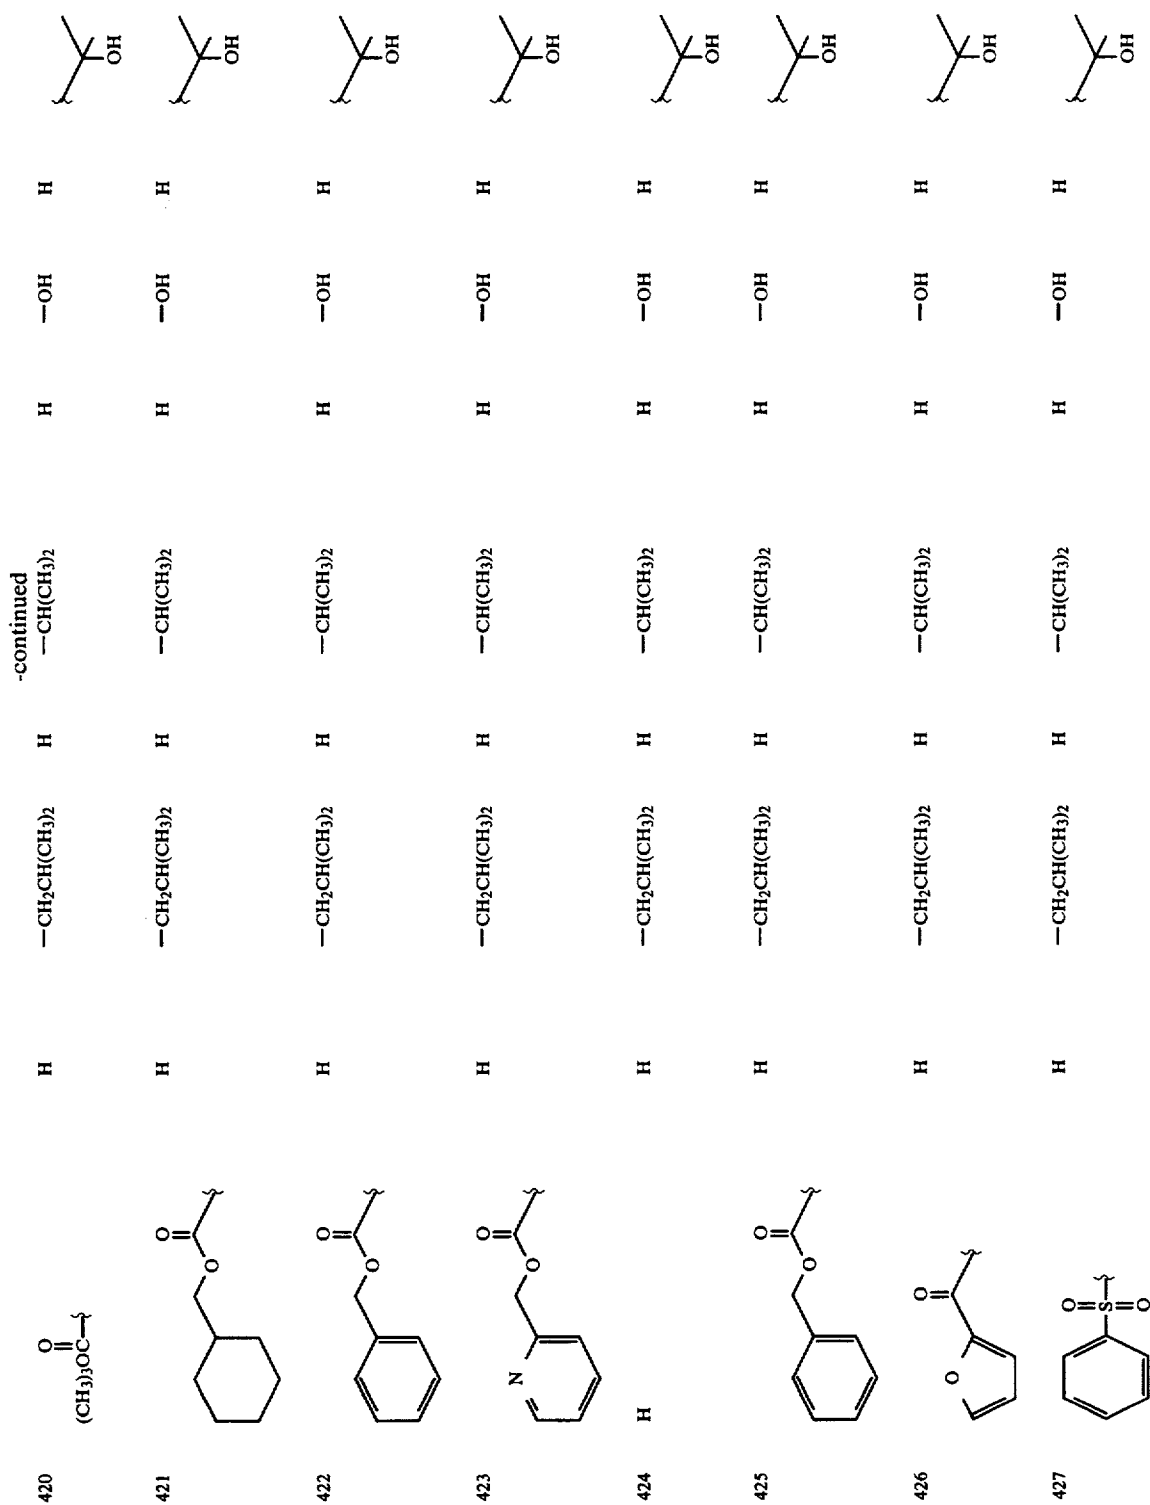 -continued
420 H —CH₂CH(CH₃)₂ H —CH(CH₃)₂ H —OH H
O
(CH₃)₃OC
OH
421 H —CH₂CH(CH₃)₂ H —CH(CH₃)₂ H —OH H
O
O
OH
422 H —CH₂CH(CH₃)₂ H —CH(CH₃)₂ H —OH H
O
O
OH
423 H —CH₂CH(CH₃)₂ H —CH(CH₃)₂ H —OH H
O
O
N
OH
424 H H —CH₂CH(CH₃)₂ H —CH(CH₃)₂ H —OH H
OH
425 H —CH₂CH(CH₃)₂ H —CH(CH₃)₂ H —OH H
O
O
OH
426 H —CH₂CH(CH₃)₂ H —CH(CH₃)₂ H —OH H
O
O
OH
427 H —CH₂CH(CH₃)₂ H —CH(CH₃)₂ H —OH H
O
S
O
OH